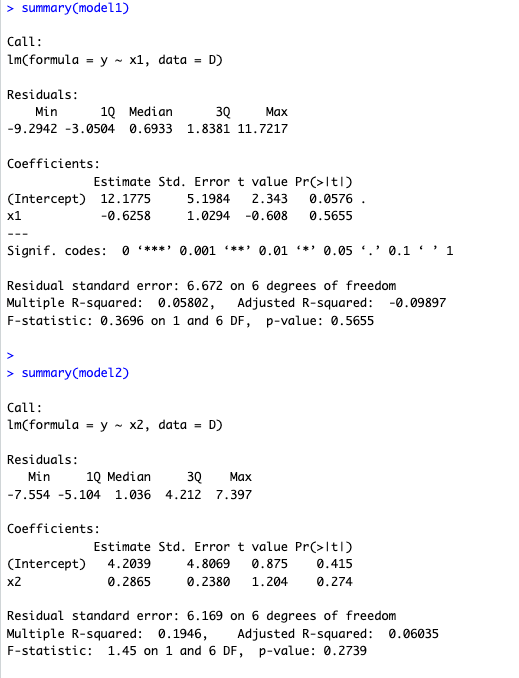 > summary(model1)
Call:
lm(formula = y ~ x1, data = D)
Residuals:
    Min      1Q  Median      3Q     Max
-9.2942 -3.0504  0.6933  1.8381 11.7217
Coefficients:
            Estimate Std. Error t value Pr(>|t|)
(Intercept)  12.1775     5.1984   2.343   0.0576 .
x1           -0.6258     1.0294  -0.608   0.5655
---
Signif. codes:  0 ‘***’ 0.001 ‘**’ 0.01 ‘*’ 0.05 ‘.’ 0.1 ‘ ’ 1
Residual standard error: 6.672 on 6 degrees of freedom
Multiple R-squared:  0.05802,   Adjusted R-squared:  -0.09897
F-statistic: 0.3696 on 1 and 6 DF,  p-value: 0.5655
>
> summary(model2)
Call:
lm(formula = y ~ x2, data = D)
Residuals:
   Min     1Q Median     3Q    Max
-7.554 -5.104  1.036  4.212  7.397
Coefficients:
            Estimate Std. Error t value Pr(>|t|)
(Intercept)   4.2039     4.8069   0.875    0.415
x2            0.2865     0.2380   1.204    0.274
Residual standard error: 6.169 on 6 degrees of freedom
Multiple R-squared:  0.1946,    Adjusted R-squared:  0.06035
F-statistic:  1.45 on 1 and 6 DF,  p-value: 0.2739